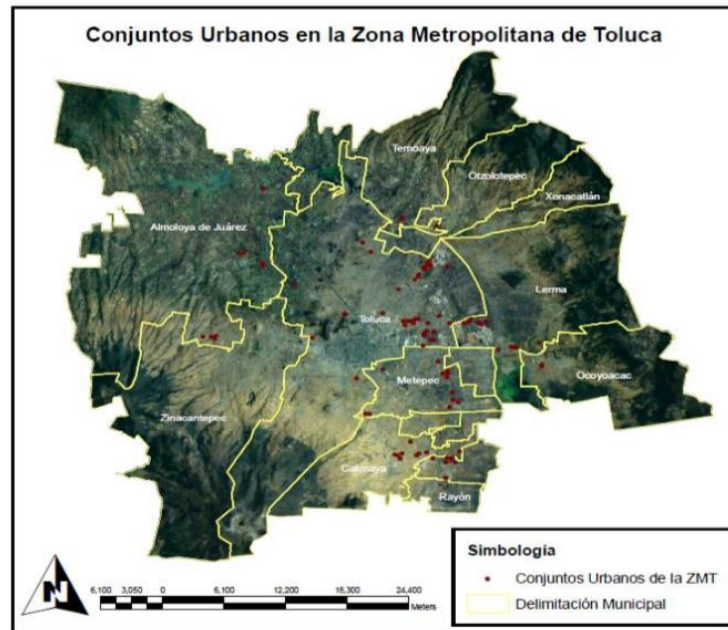 Conjuntos Urbanos en la Zona Metropolitana de Toluca
Temoaya
Otzolotepec
Xonacatlán
Almoloya de Juárez
Lerma
Toluca
Ocoyoacac
Metepec
Zinacantepec
Calimaya
Rayón
Simbología
Conjuntos Urbanos de la ZMT
Delimitación Municipal
N
6,100 3,050 0 6,100 12,200 18,300 24,400
Meters